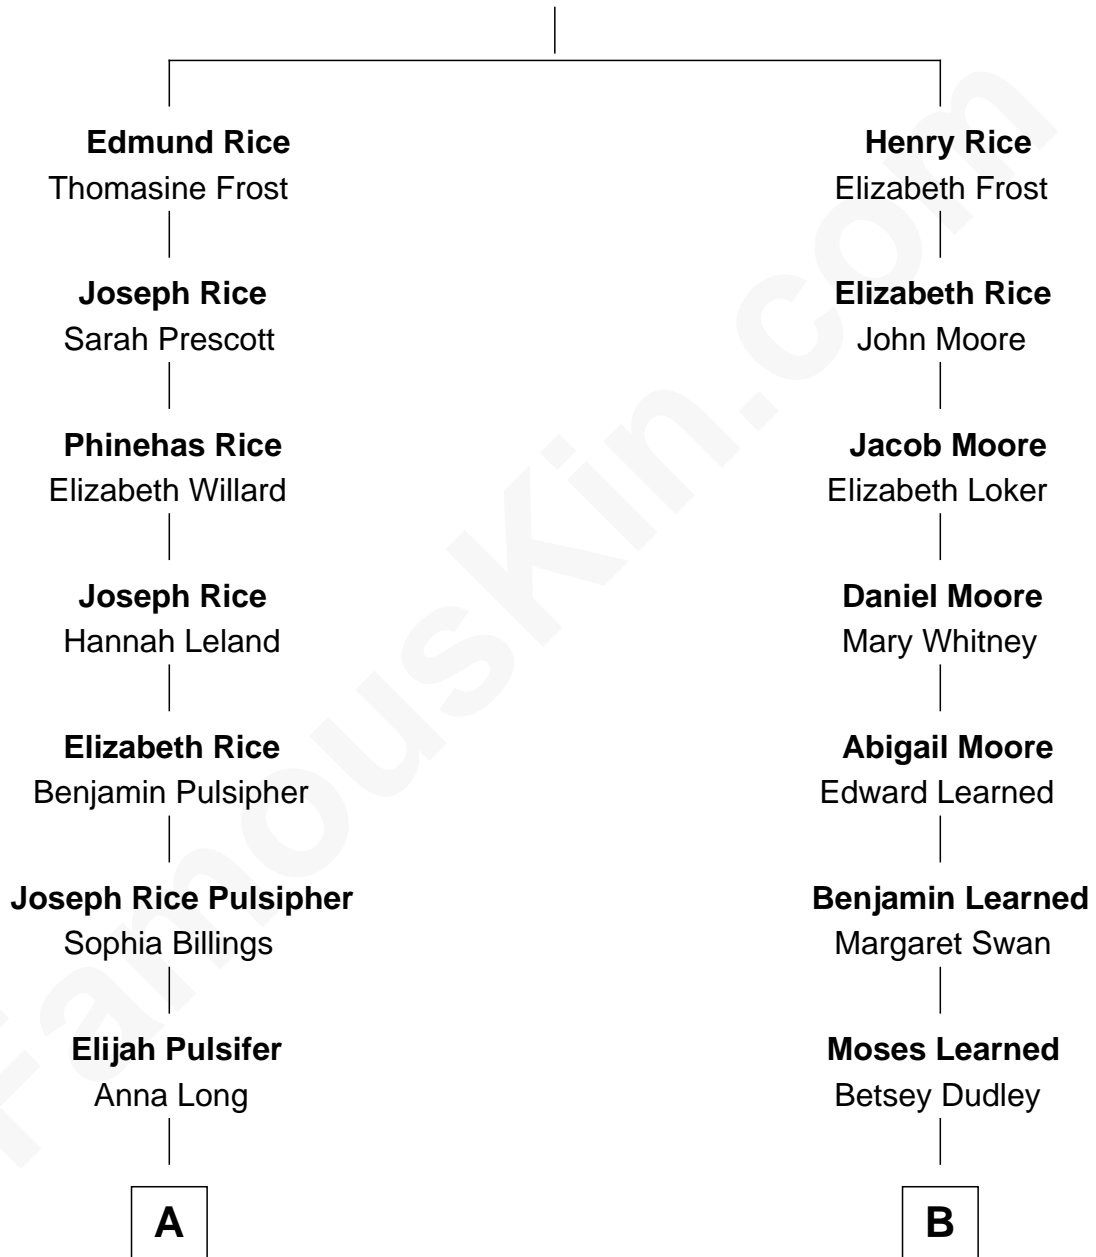 Edmund Rice
Thomasine Frost
Joseph Rice
Sarah Prescott
Phinehas Rice
Elizabeth Willard
Joseph Rice
Hannah Leland
Elizabeth Rice
Benjamin Pulsipher
Joseph Rice Pulsipher
Sophia Billings
Elijah Pulsifer
Anna Long
A
Henry Rice
Elizabeth Frost
Elizabeth Rice
John Moore
Jacob Moore
Elizabeth Loker
Daniel Moore
Mary Whitney
Abigail Moore
Edward Learned
Benjamin Learned
Margaret Swan
Moses Learned
Betsey Dudley
B
FamousKin.com